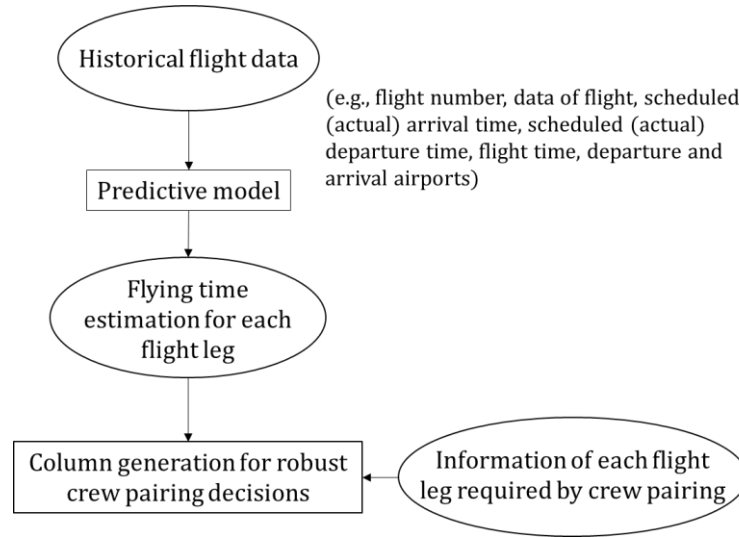 Historical flight data
(e.g., flight number, data of flight, scheduled
(actual) arrival time, scheduled (actual)
departure time, flight time, departure and
arrival airports)
Predictive model
Flying time
estimation for each
flight leg
Column generation for robust
crew pairing decisions
Information of each flight
leg required by crew pairing